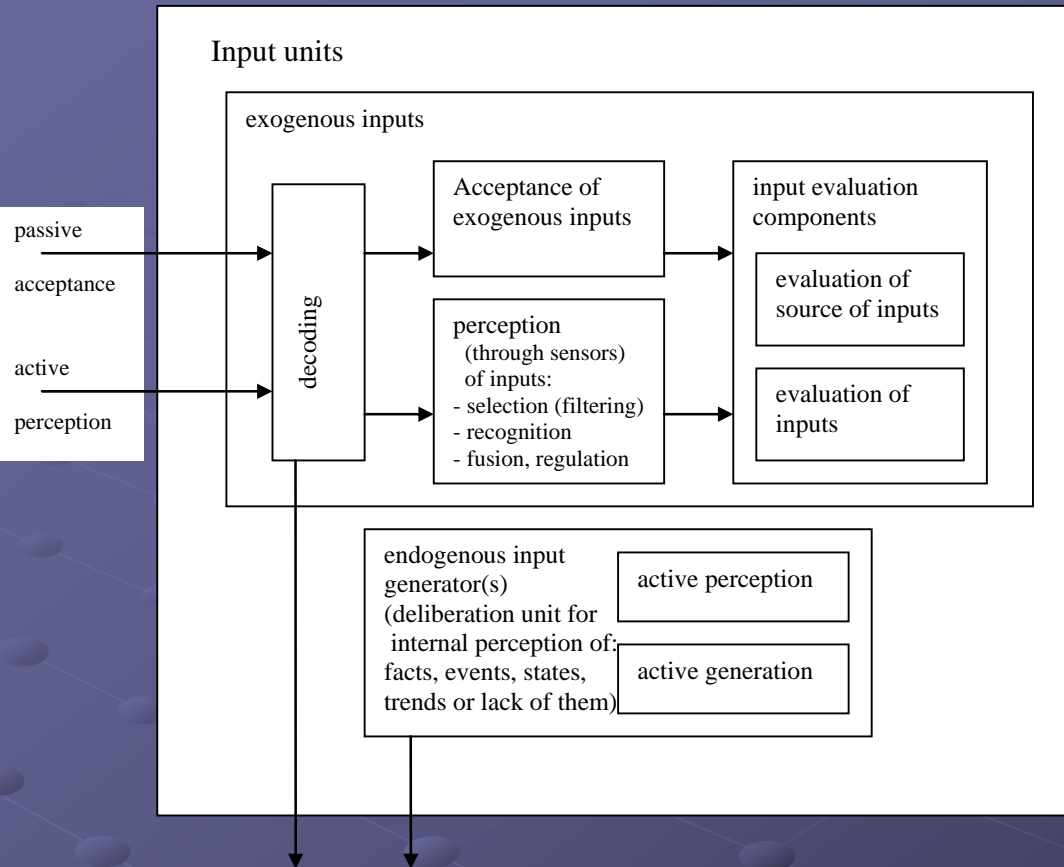 Input units
exogenous inputs
passive
acceptance
active
perception
decoding
Acceptance of
exogenous inputs
perception
(through sensors)
of inputs:
- selection (filtering)
- recognition
- fusion, regulation
input evaluation
components
evaluation of
source of inputs
evaluation of
inputs
endogenous input
generator(s)
(deliberation unit for
internal perception of:
facts, events, states,
trends or lack of them)
active perception
active generation